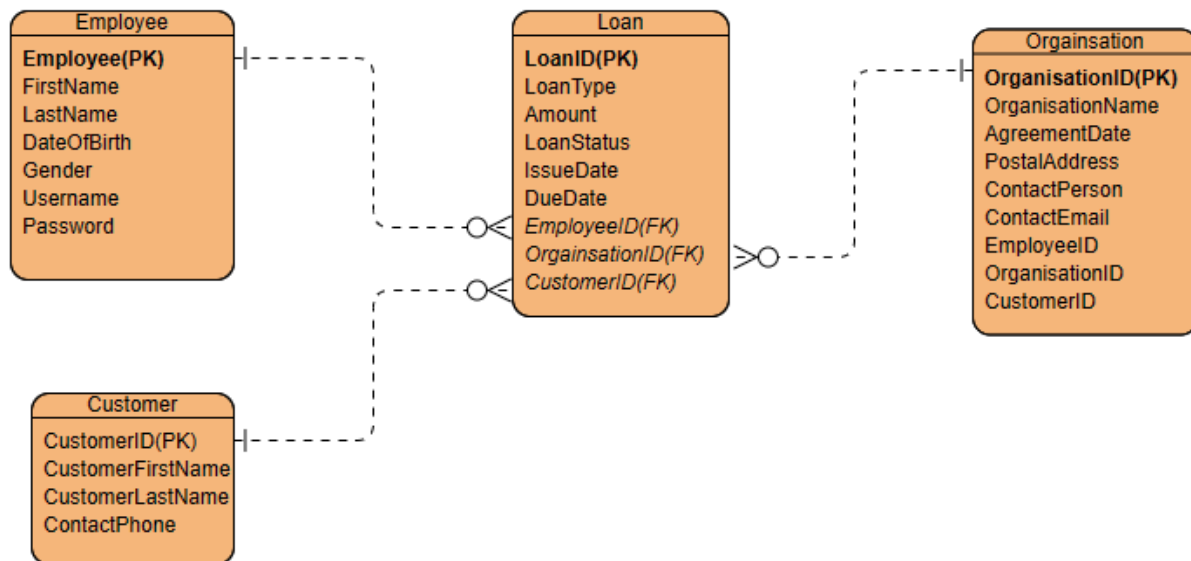 Employee
Employee(PK)
FirstName
LastName
DateOfBirth
Gender
Username
Password
Loan
LoanID(PK)
LoanType
Amount
LoanStatus
IssueDate
DueDate
EmployeeID(FK)
OrgainsationID(FK)
CustomerID(FK)
Orgainsation
OrganisationID(PK)
OrganisationName
AgreementDate
PostalAddress
ContactPerson
ContactEmail
EmployeeID
OrganisationID
CustomerID
Customer
CustomerID(PK)
CustomerFirstName
CustomerLastName
ContactPhone